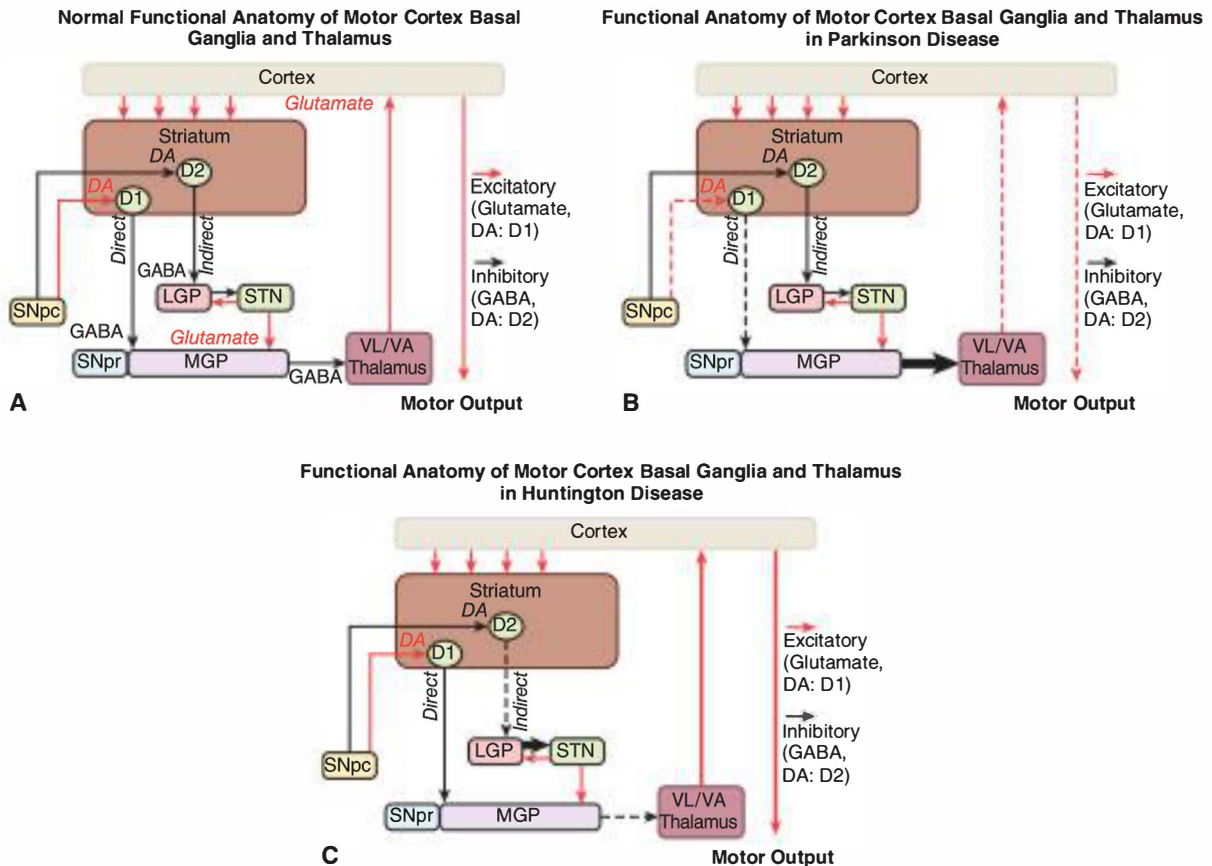 Normal Functional Anatomy of Motor Cortex Basal
Ganglia and Thalamus
Cortex
Glutamate
Striatum
DA
D2
DA
D1
Direct
Indirect
GABA
LGP
STN
SNpc
GABA
Glutamate
SNpr
MGP
GABA
VL/VA
Thalamus
Excitatory
(Glutamate,
DA: D1)
Inhibitory
(GABA,
DA: D2)
A
Motor Output
Functional Anatomy of Motor Cortex Basal Ganglia and Thalamus
in Parkinson Disease
Cortex
Striatum
DA
D2
DA
D1
Direct
Indirect
LGP
STN
SNpc
SNpr
MGP
VL/VA
Thalamus
Excitatory
(Glutamate,
DA: D1)
Inhibitory
(GABA,
DA: D2)
B
Motor Output
Functional Anatomy of Motor Cortex Basal Ganglia and Thalamus
in Huntington Disease
Cortex
Striatum
DA
D2
DA
D1
Direct
Indirect
LGP
STN
SNpc
SNpr
MGP
VL/VA
Thalamus
Excitatory
(Glutamate,
DA: D1)
Inhibitory
(GABA,
DA: D2)
C
Motor Output